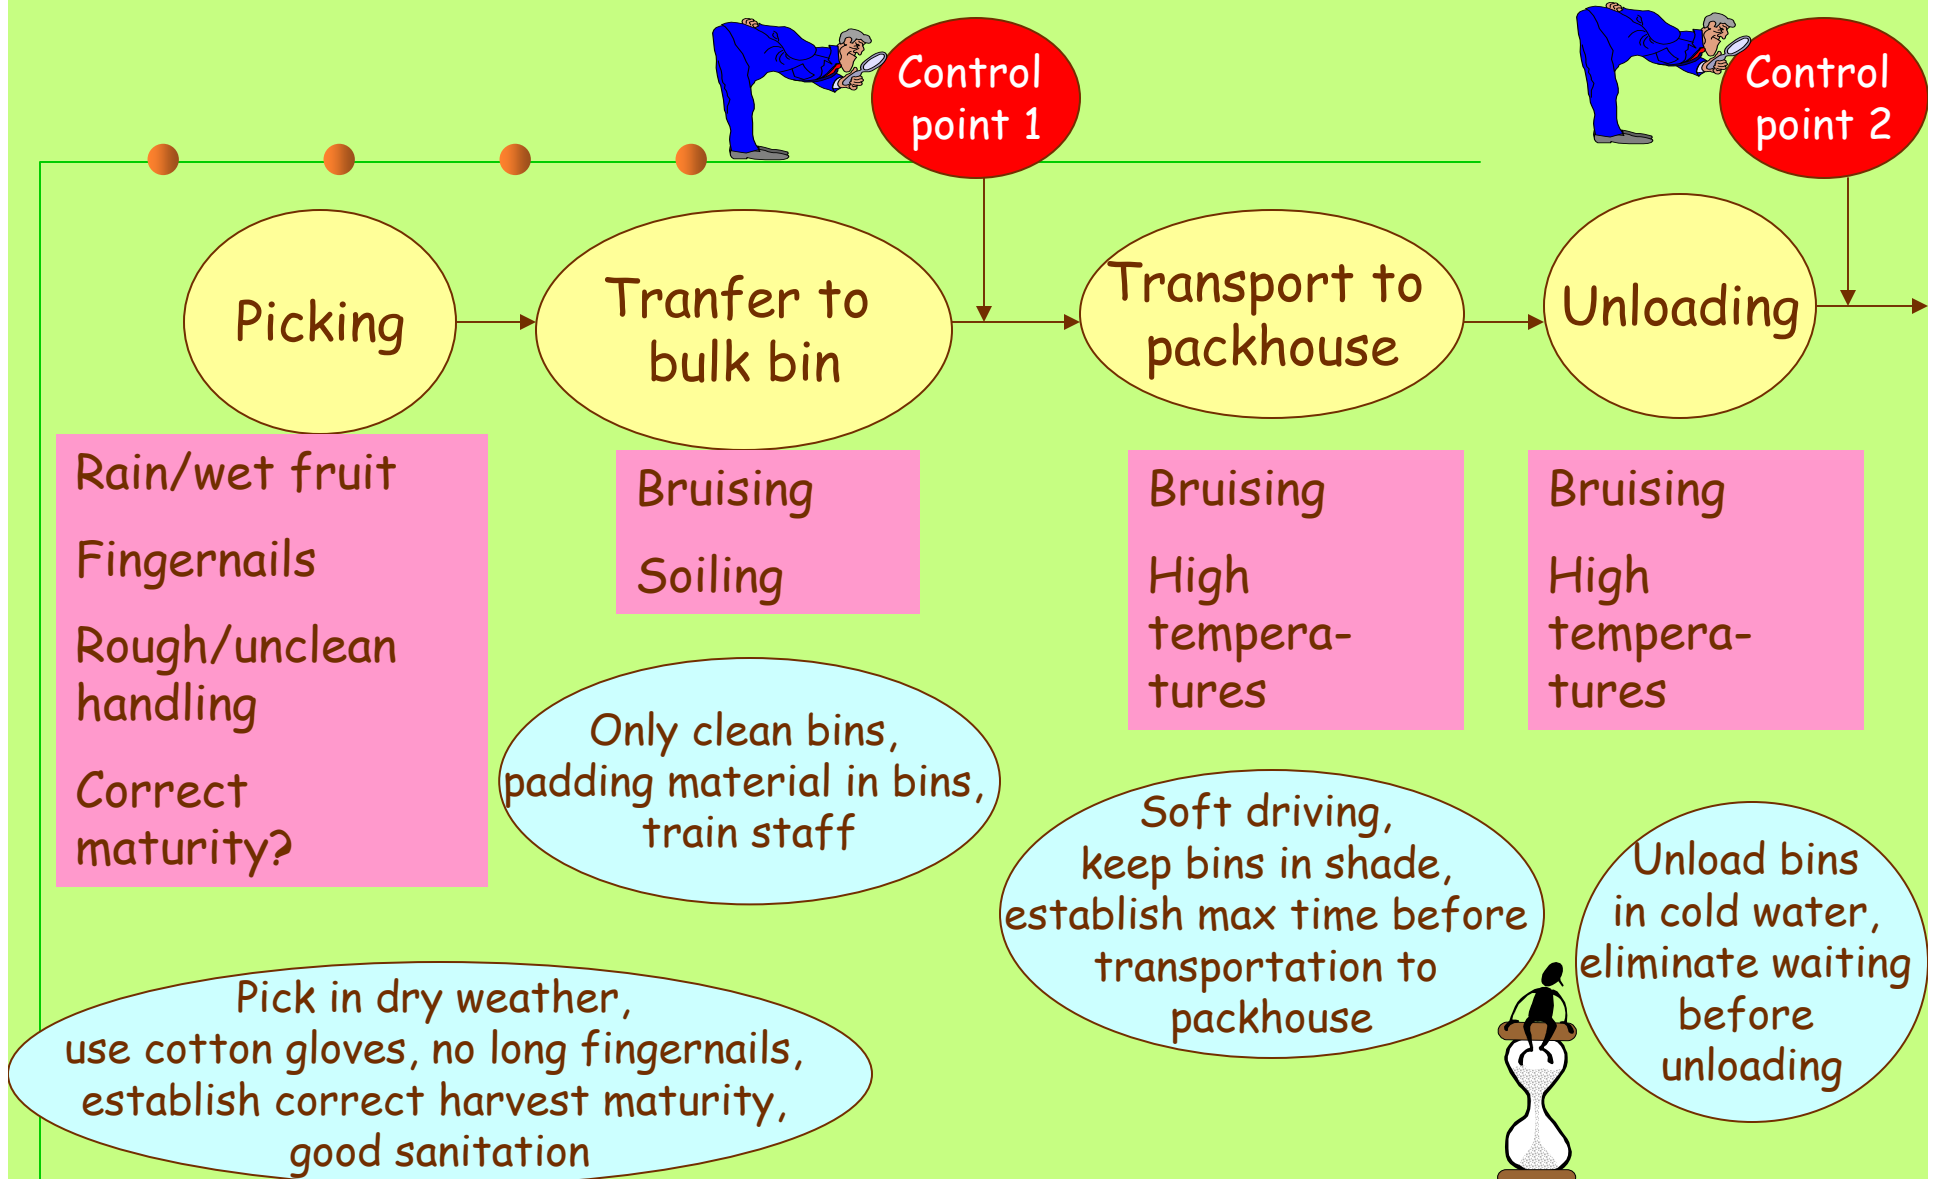 Control
point 1
Control
point 2
Picking
Tranfer to
bulk bin
Transport to
packhouse
Unloading
Rain/wet fruit
Fingernails
Rough/unclean
handling
Correct
maturity?
Bruising
Soiling
Bruising
High
tempera-
tures
Bruising
High
tempera-
tures
Only clean bins,
padding material in bins,
train staff
Soft driving,
keep bins in shade,
establish max time before
transportation to
packhouse
Unload bins
in cold water,
eliminate waiting
before
unloading
Pick in dry weather,
use cotton gloves, no long fingernails,
establish correct harvest maturity,
good sanitation